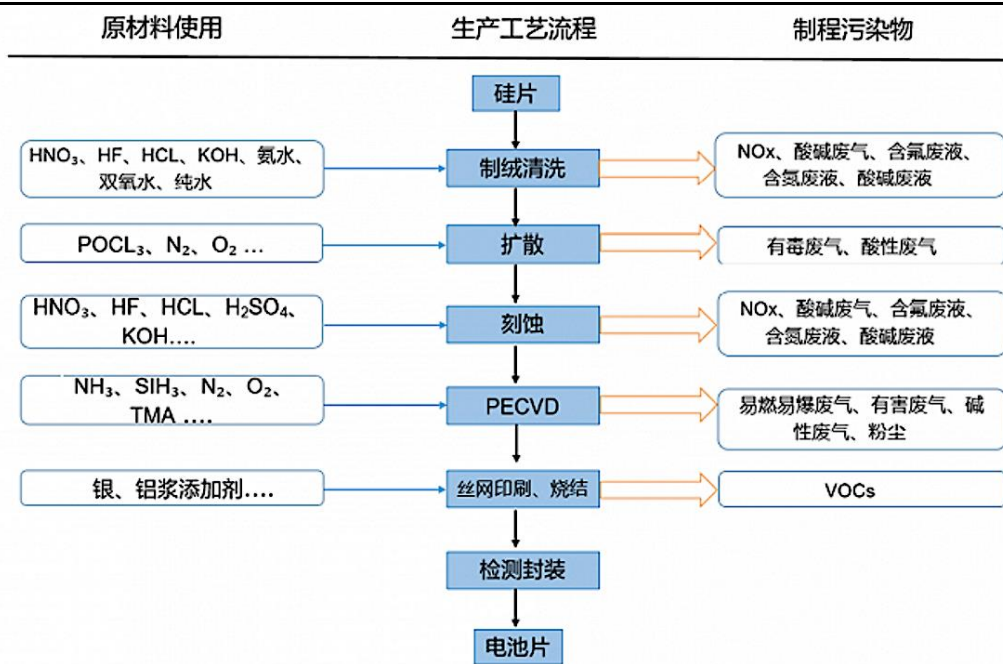 原材料使用 生产工艺流程 制程污染物
硅片
HNO₃、HF、HCL、KOH、氨水、
双氧水、纯水
制绒清洗
NOx、酸碱废气、含氟废液、
含氮废液、酸碱废液
POCL₃、N₂、O₂ ...
扩散
有毒废气、酸性废气
HNO₃、HF、HCL、H₂SO₄、
KOH....
刻蚀
NOx、酸碱废气、含氟废液、
含氮废液、酸碱废液
NH₃、SIH₃、N₂、O₂、
TMA ....
PECVD
易燃易爆废气、有害废气、碱
性废气、粉尘
银、铝浆添加剂....
丝网印刷、烧结
VOCs
检测封装
电池片